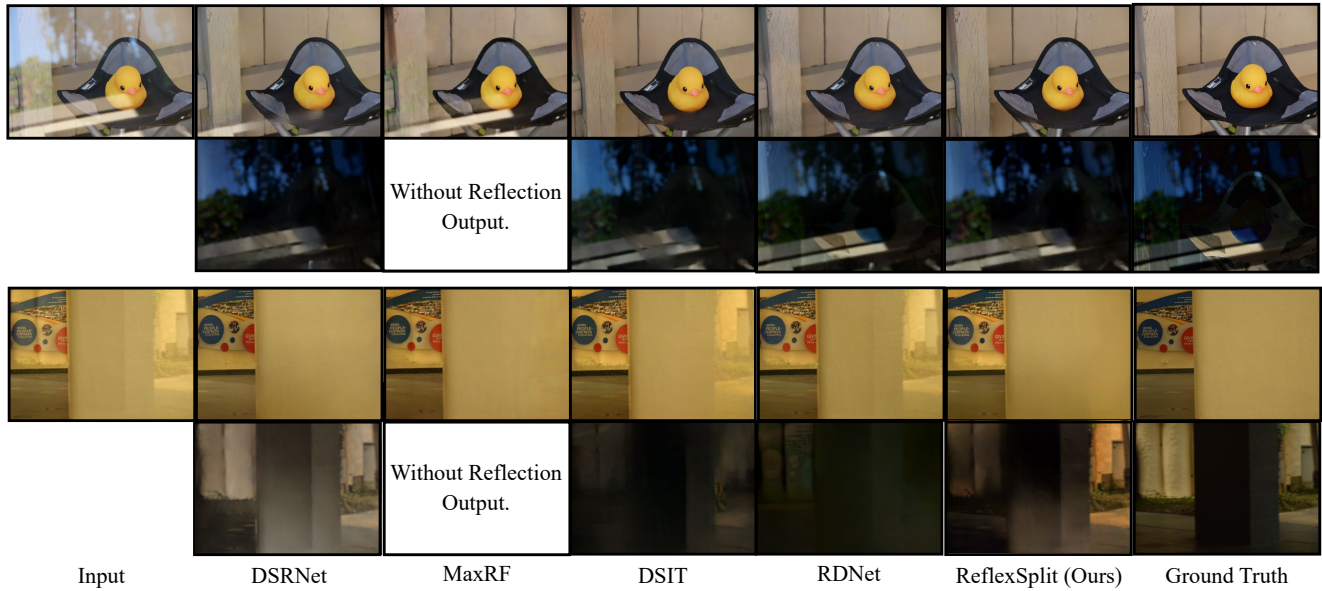 Without Reflection
Output.
Without Reflection
Output.
Input
DSRNet
MaxRF
DSIT
RDNet
ReflexSplit (Ours)
Ground Truth